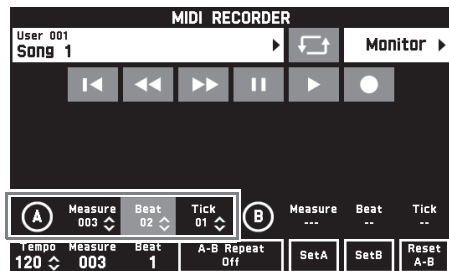 MIDI RECORDER
User 001
Song 1
Monitor
A Measure Beat Tick B Measure Beat Tick
003 02 01 --- -- --
Tempo Measure Beat A-B Repeat SetA SetB Reset
120 003 1 Off A-B